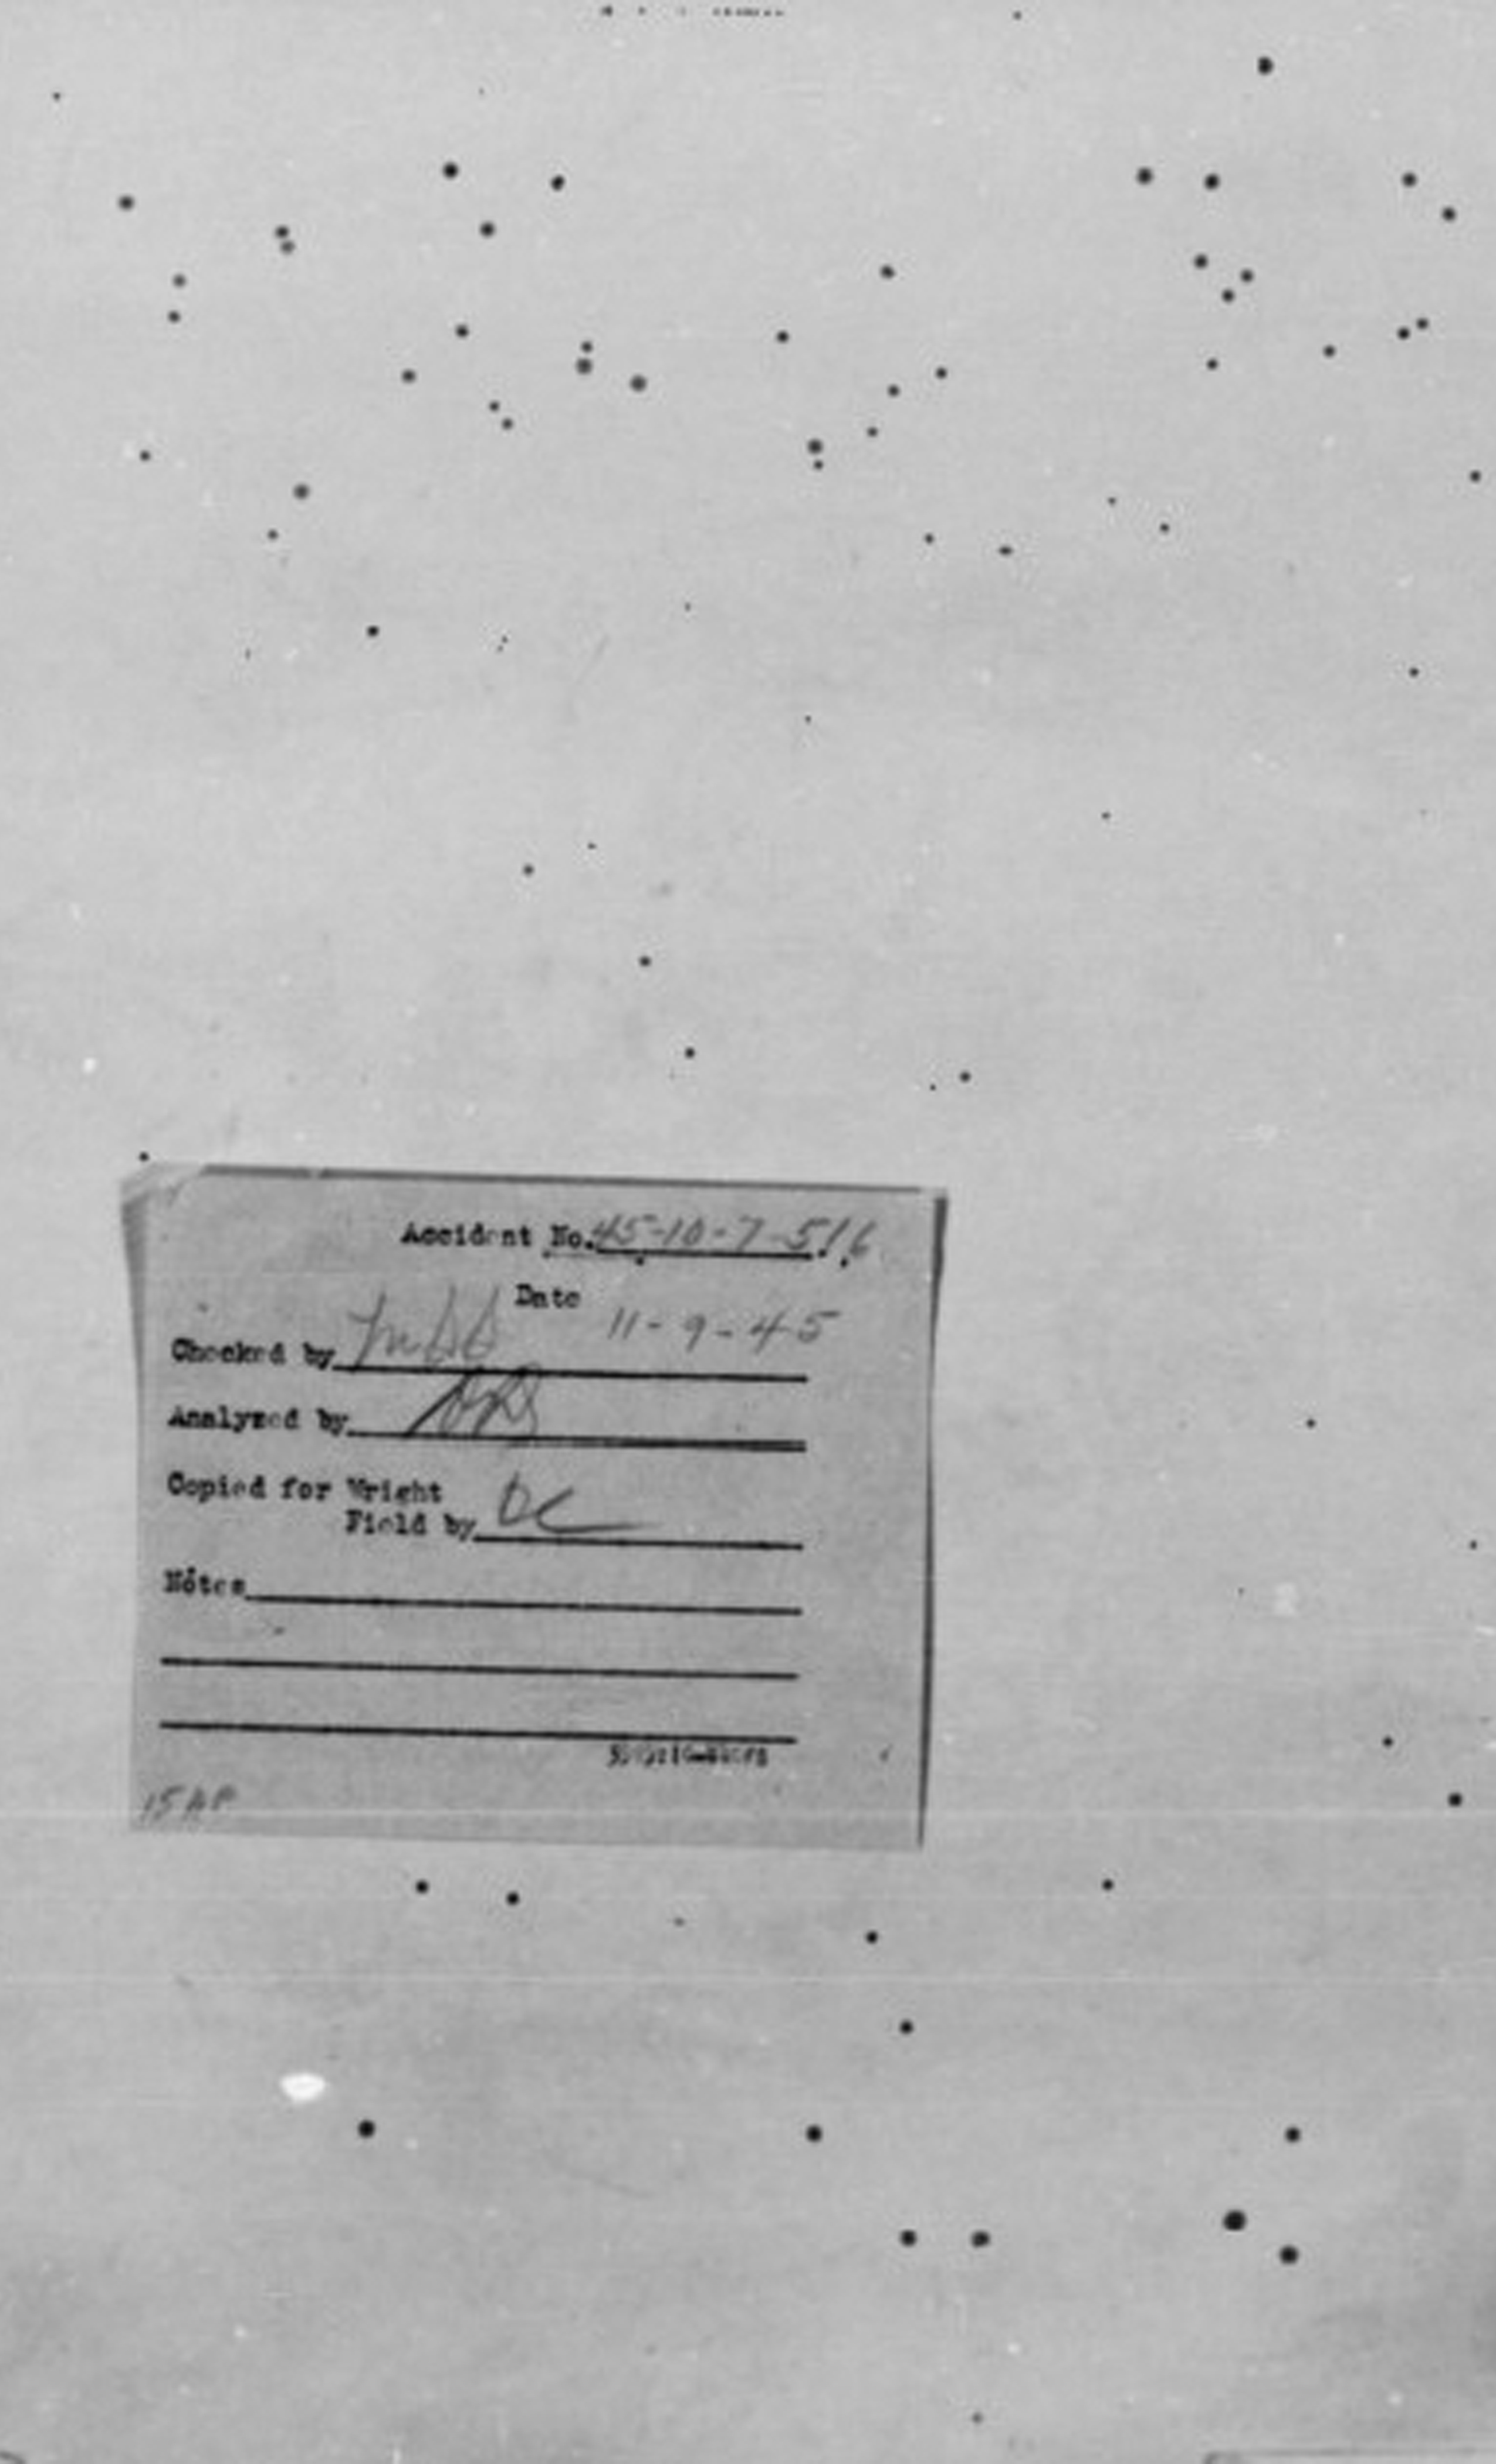 Accident No. 45-10-7-516
Date 11-9-45
Checked by
Analyzed by
Copied for Wright
Field by DC
Notes
15AF